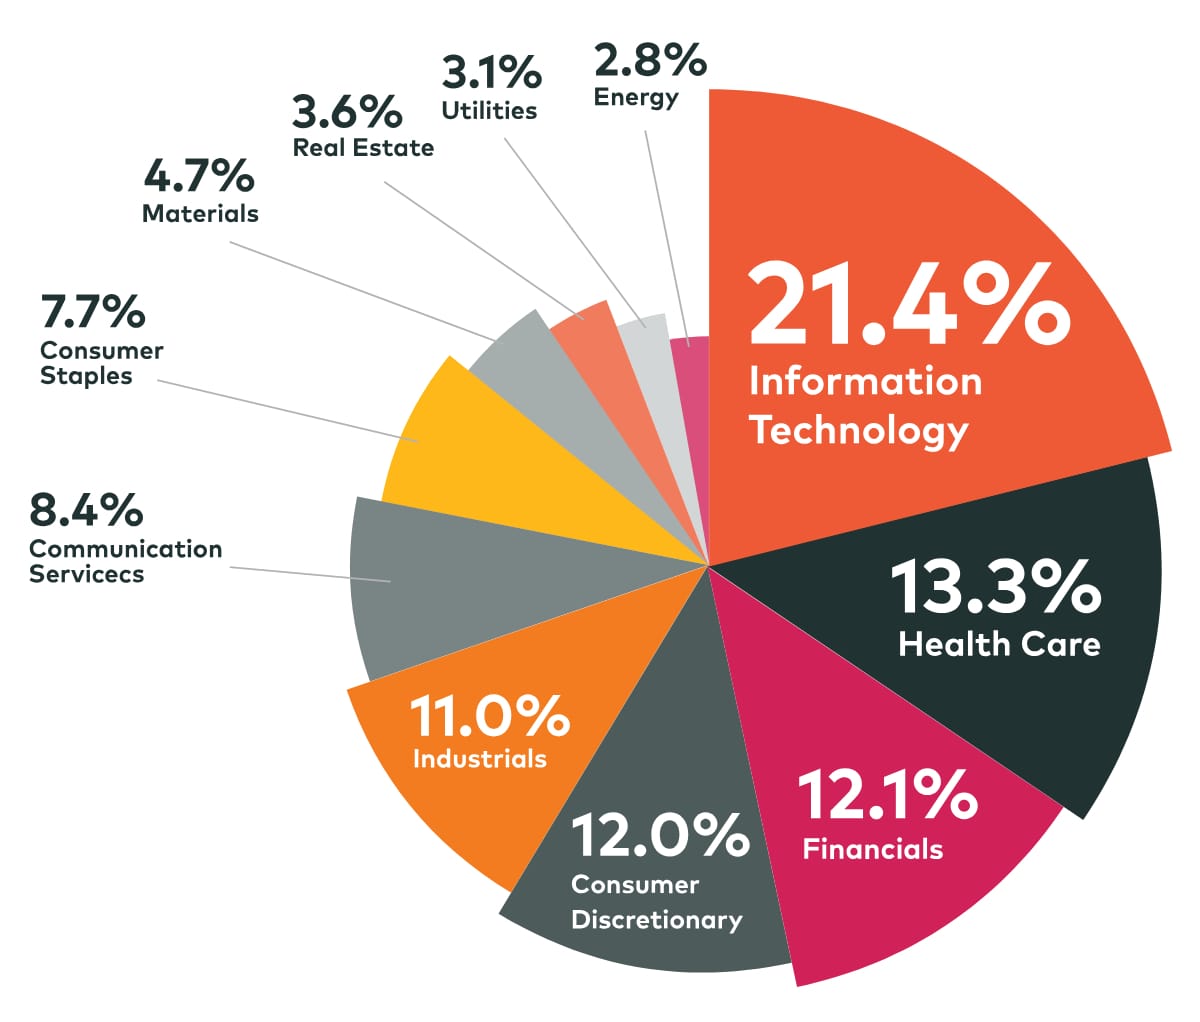 2.8%
Energy
3.1%
Utilities
3.6%
Real Estate
4.7%
Materials
7.7%
Consumer
Staples
8.4%
Communication
Servicecs
21.4%
Information
Technology
13.3%
Health Care
12.1%
Financials
12.0%
Consumer
Discretionary
11.0%
Industrials